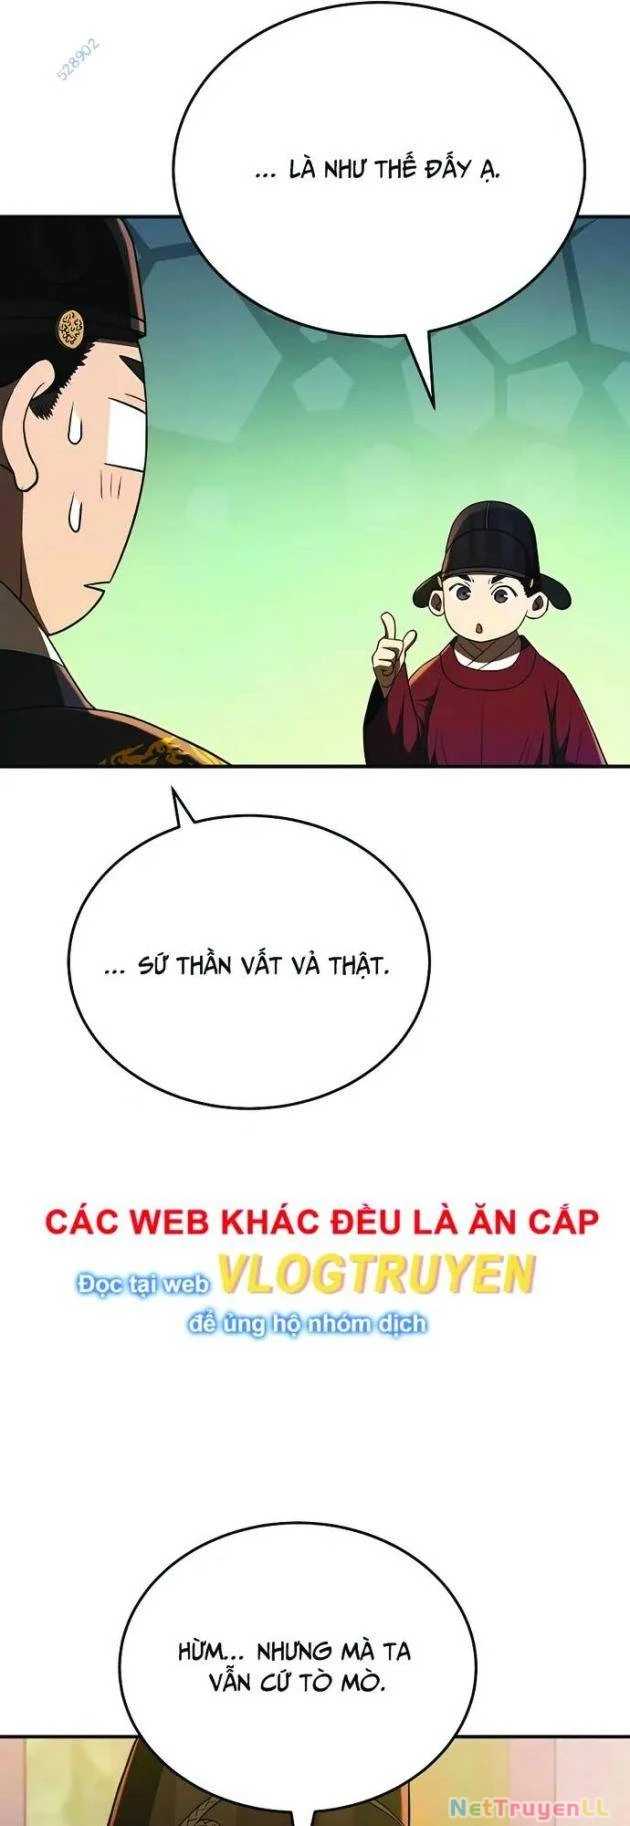 528902
... LÀ NHƯ THẾ ĐẤY Ạ.
... SỨ THẦN VẤT VẢ THẬT.
CÁC WEB KHÁC ĐỀU LÀ ĂN CẮP
Đọc tại web VLOGTRUYEN
để ủng hộ nhóm dịch
HỪM... NHƯNG MÀ TA
VẪN CỨ TÒ MÒ.
NetTruyenLL